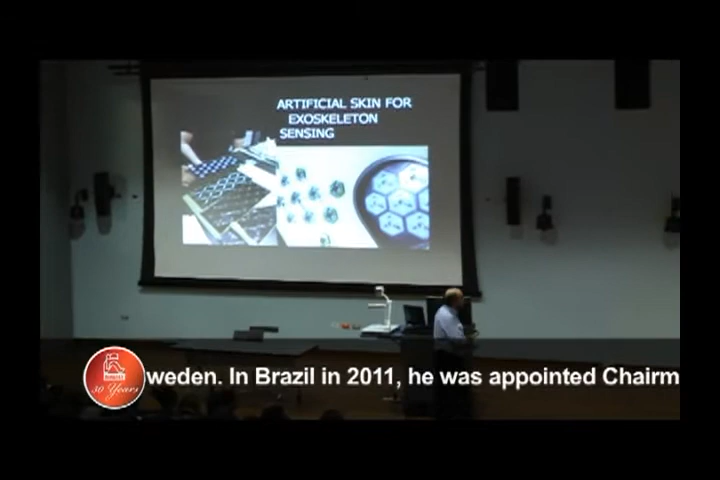 ARTIFICIAL SKIN FOR
EXOSKELETON
SENSING
30 Years
weden. In Brazil in 2011, he was appointed Chairm